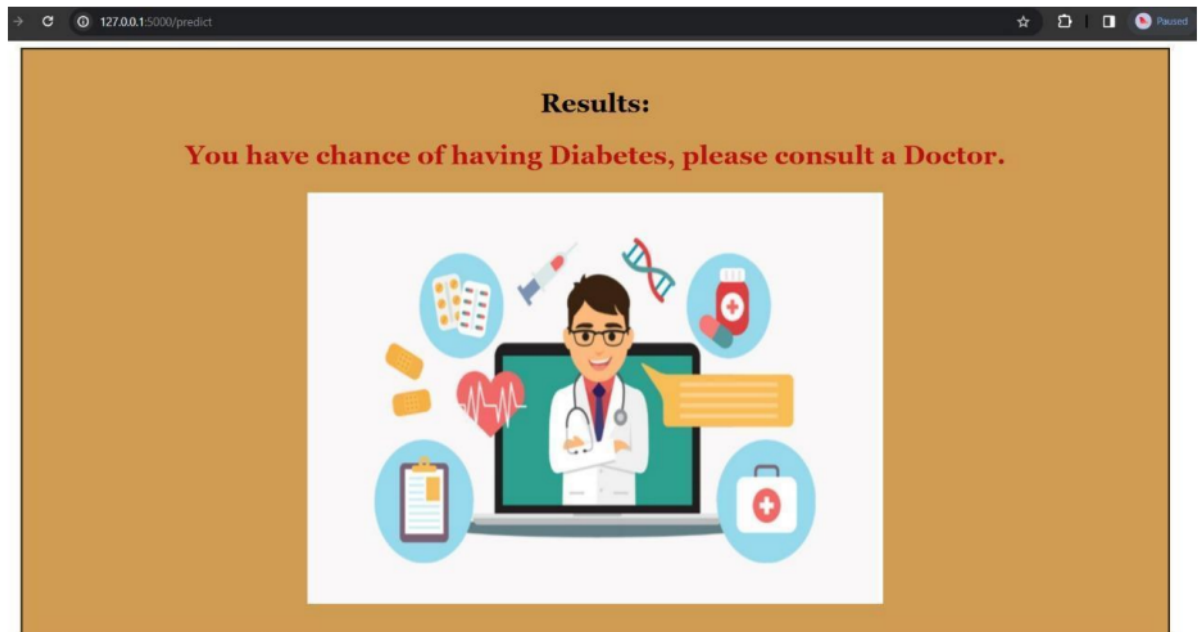 127.0.0.1:5000/predict
Paused
Results:
You have chance of having Diabetes, please consult a Doctor.